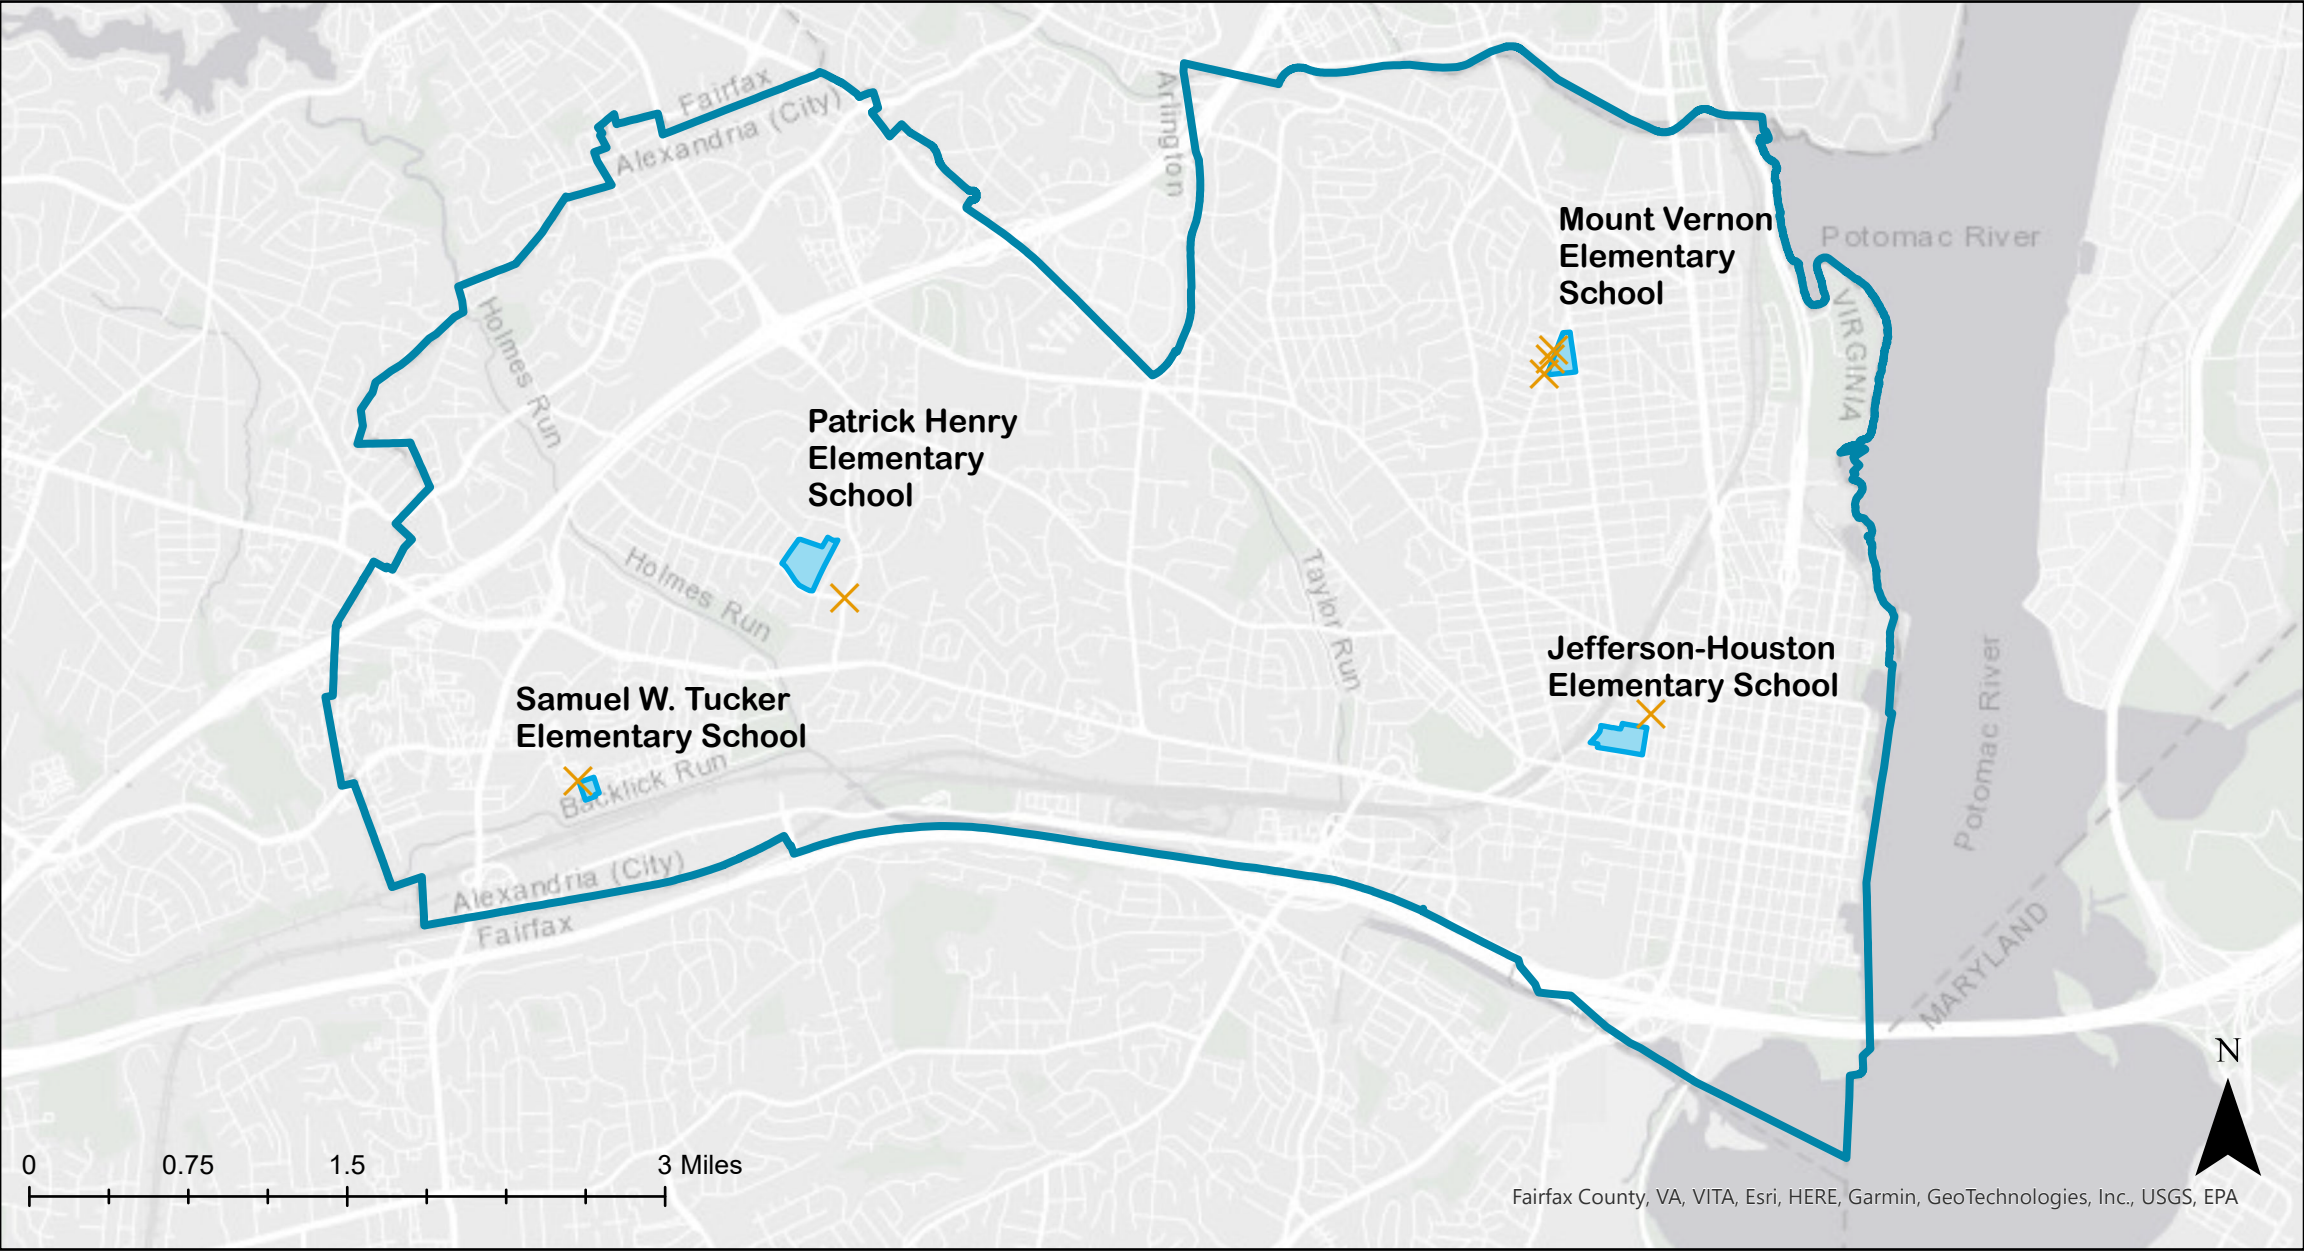 Fairfax
Alexandria (City)
Arlington
Mount Vernon
Elementary
School
Potomac River
VIRGINIA
Holmes Run
Patrick Henry
Elementary
School
Holmes Run
Taylor Run
Jefferson-Houston
Elementary School
Potomac River
Samuel W. Tucker
Elementary School
Backlick Run
Alexandria (City)
Fairfax
MARYLAND
N
0 0.75 1.5 3 Miles
Fairfax County, VA, VITA, Esri, HERE, Garmin, GeoTechnologies, Inc., USGS, EPA